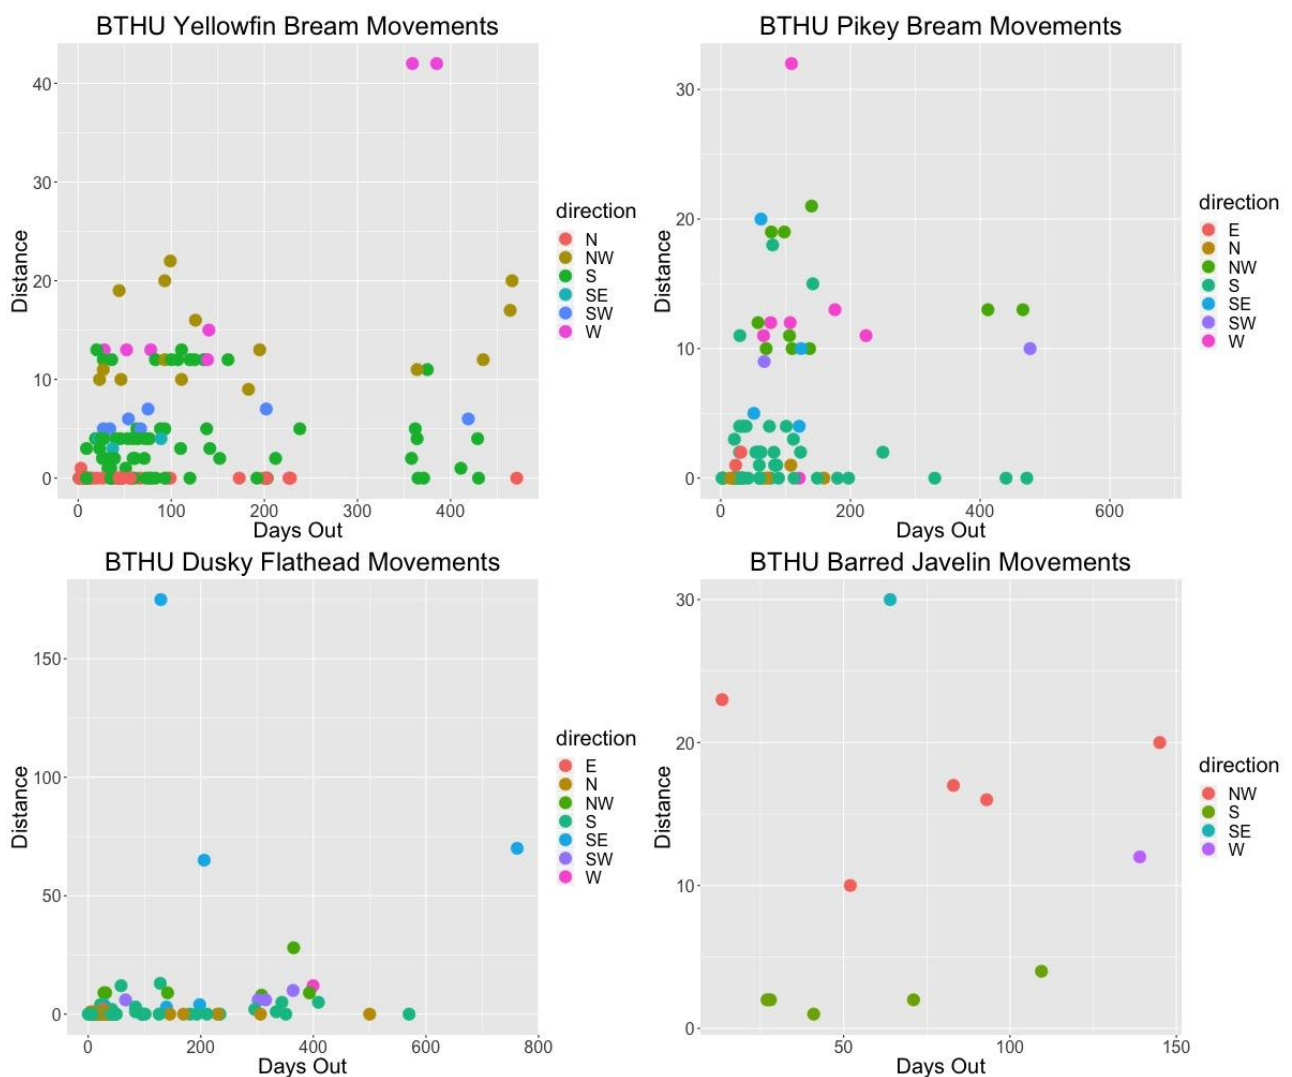 BTHU Yellowfin Bream Movements
Distance
40
30
20
10
0
0 100 200 300 400
Days Out
direction
N
NW
S
SE
SW
W
BTHU Pikey Bream Movements
Distance
30
20
10
0
0 200 400 600
Days Out
direction
E
N
NW
S
SE
SW
W
BTHU Dusky Flathead Movements
Distance
150
100
50
0
0 200 400 600 800
Days Out
direction
E
N
NW
S
SE
SW
W
BTHU Barred Javelin Movements
Distance
30
20
10
0
50 100 150
Days Out
direction
NW
S
SE
W